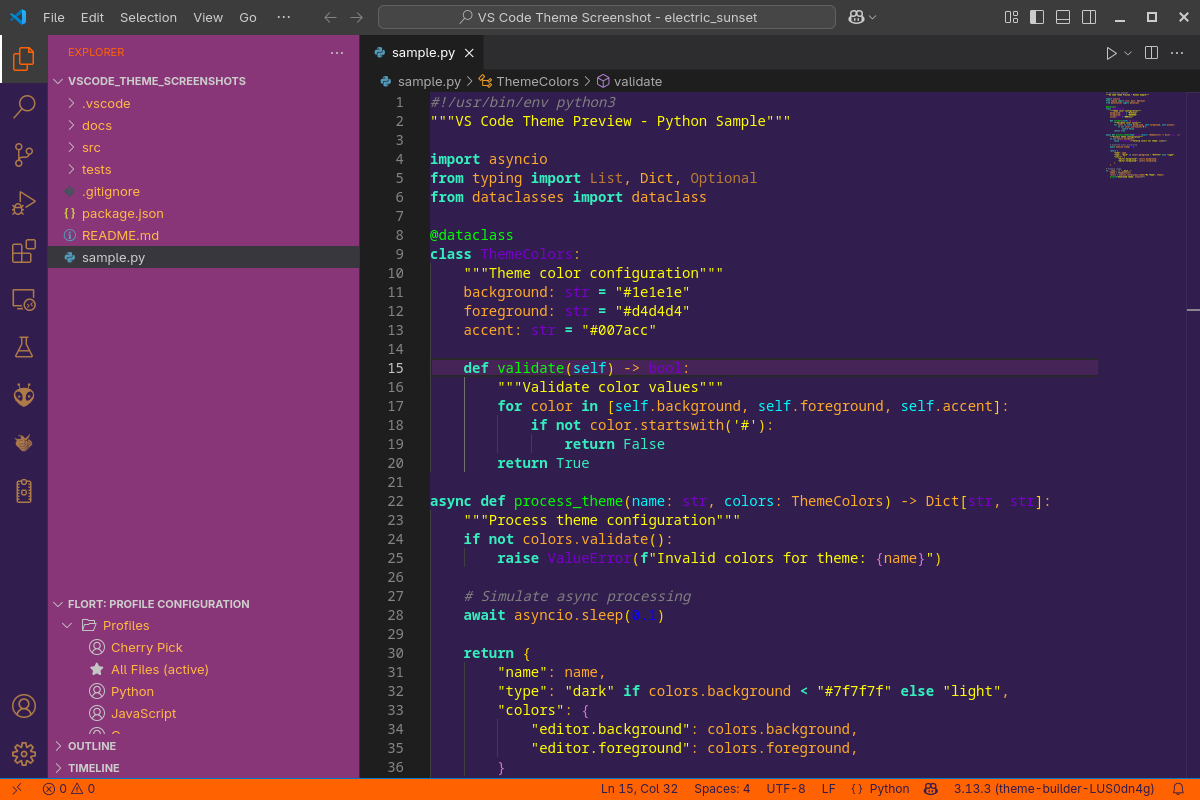 File Edit Selection View Go ···
VS Code Theme Screenshot - electric_sunset
EXPLORER
VSCODE_THEME_SCREENSHOTS
.vscode
docs
src
tests
.gitignore
package.json
README.md
sample.py
FLORT: PROFILE CONFIGURATION
Profiles
Cherry Pick
All Files (active)
Python
JavaScript
OUTLINE
TIMELINE
sample.py
sample.py > ThemeColors > validate
1 #!/usr/bin/env python3
2 """VS Code Theme Preview - Python Sample"""
3
4 import asyncio
5 from typing import List, Dict, Optional
6 from dataclasses import dataclass
7
8 @dataclass
9 class ThemeColors:
10 """Theme color configuration"""
11 background: str = "#1e1e1e"
12 foreground: str = "#d4d4d4"
13 accent: str = "#007acc"
14
15 def validate(self) -> bool:
16 """Validate color values"""
17 for color in [self.background, self.foreground, self.accent]:
18 if not color.startswith('#'):
19 return False
20 return True
21
22 async def process_theme(name: str, colors: ThemeColors) -> Dict[str, str]:
23 """Process theme configuration"""
24 if not colors.validate():
25 raise ValueError(f"Invalid colors for theme: {name}")
26
27 # Simulate async processing
28 await asyncio.sleep(0.1)
29
30 return {
31 "name": name,
32 "type": "dark" if colors.background < "#7f7f7f" else "light",
33 "colors": {
34 "editor.background": colors.background,
35 "editor.foreground": colors.foreground,
36 }
0 0 Ln 15, Col 32 Spaces: 4 UTF-8 LF {} Python 3.13.3 (theme-builder-LUS0dn4g)